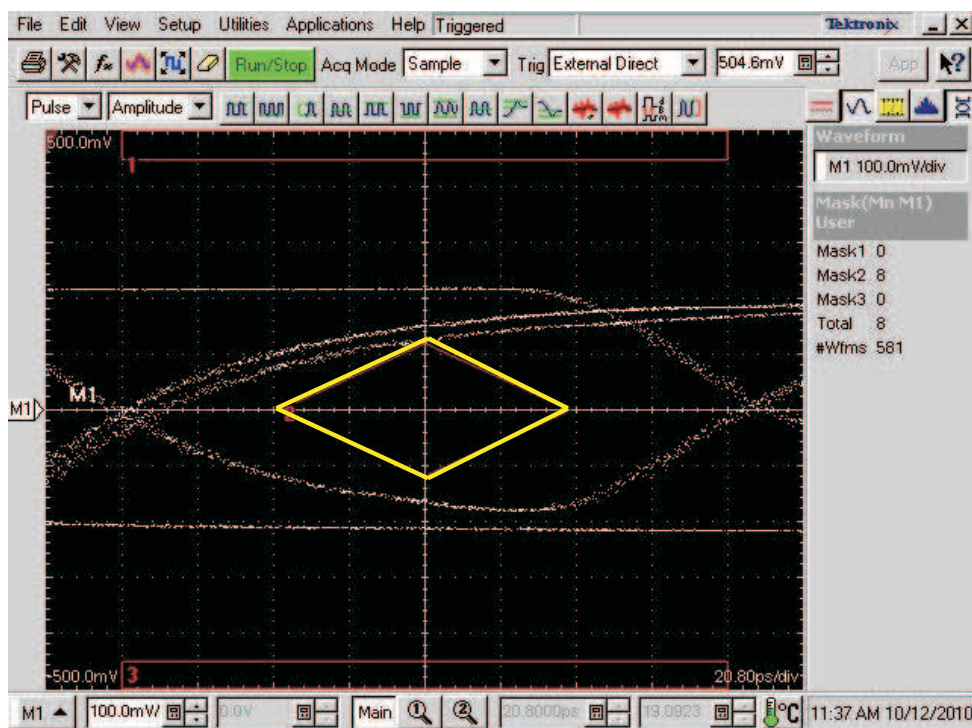 File Edit View Setup Utilities Applications Help Triggered Tektronix
Run/Stop Acq Mode Sample Trig External Direct 504.6mV App
Pulse Amplitude
500.0mV
1
Waveform
M1 100.0mV/div
Mask(Mn M1)
User
Mask1 0
Mask2 8
Mask3 0
Total 8
#Wfms 581
M1
M1
2
3
-500.0mV
20.80ps/div
M1 100.0mV/ 0.0V Main 1 2 20.8000ps 19.0923 °C 11:37 AM 10/12/2010